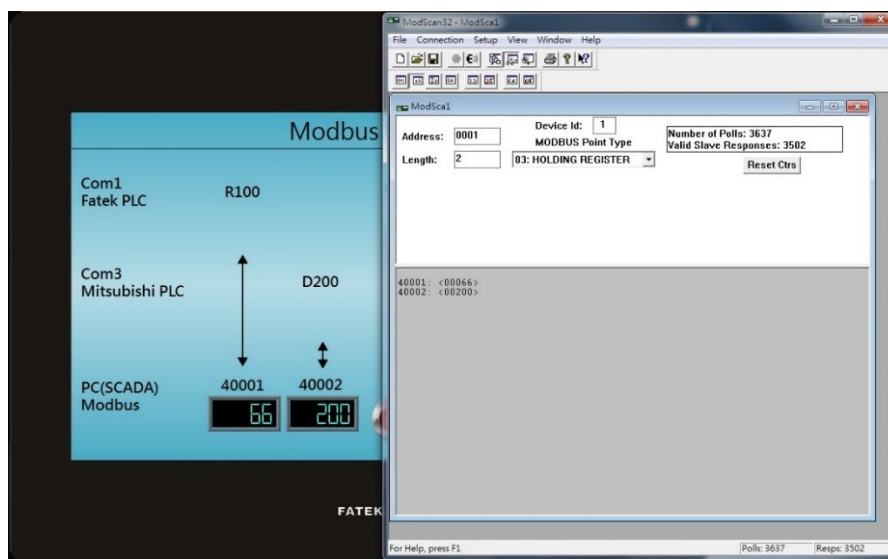 Modbus
Com1
Fatek PLC
R100
Com3
Mitsubishi PLC
D200
PC(SCADA)
Modbus
40001
40002
66
200
FATEK
ModScan32 - ModSca1
File Connection Setup View Window Help
ModSca1
Address: 0001
Device Id: 1
MODBUS Point Type
Length: 2
03: HOLDING REGISTER
Number of Polls: 3637
Valid Slave Responses: 3502
Reset Ctrs
40001: <00066>
40002: <00200>
For Help, press F1
Polls: 3637
Resps: 3502